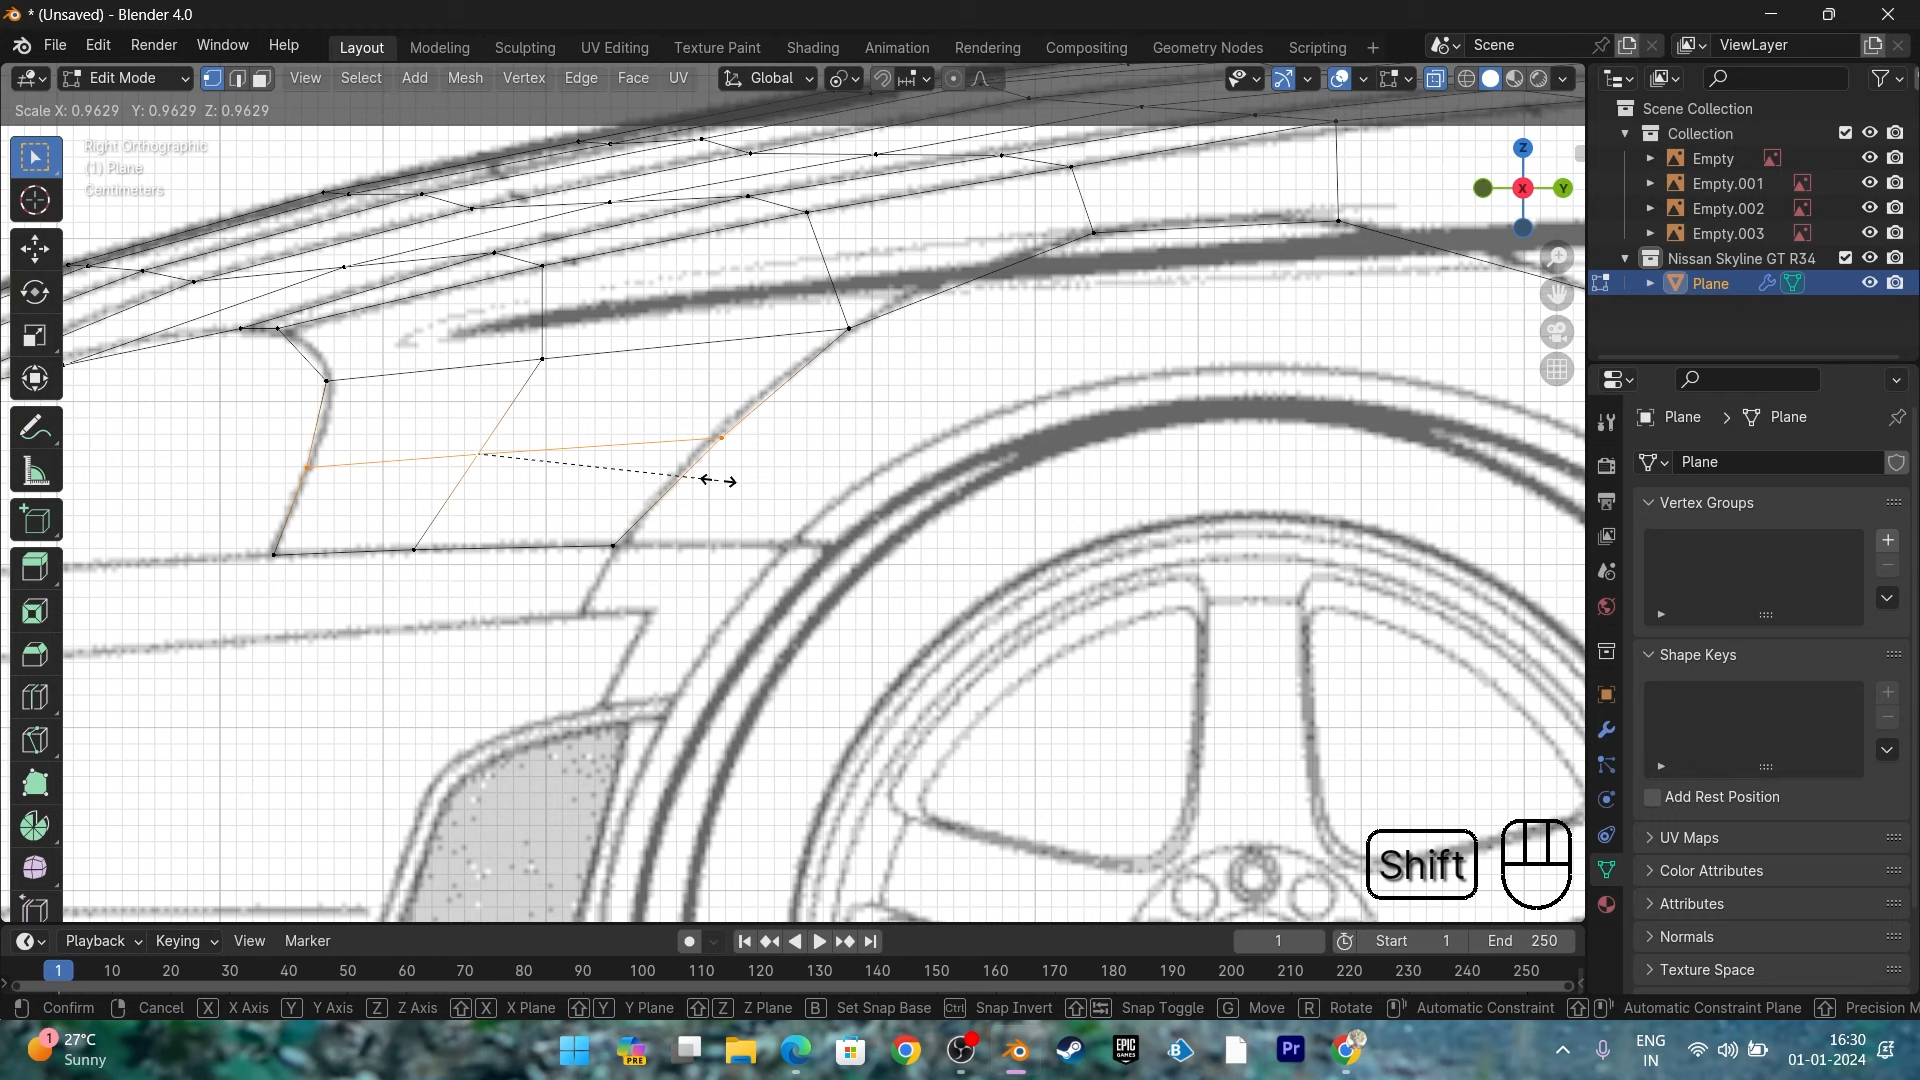 * (Unsaved) - Blender 4.0
File Edit Render Window Help Layout Modeling Sculpting UV Editing Texture Paint Shading Animation Rendering Compositing Geometry Nodes Scripting + Scene ViewLayer
Edit Mode View Select Add Mesh Vertex Edge Face UV Global
Scale X: 0.9629 Y: 0.9629 Z: 0.9629
Right Orthographic
(1) Plane
Centimeters
Z
X
Y
Scene Collection
Collection
Empty
Empty.001
Empty.002
Empty.003
Nissan Skyline GT R34
Plane
Plane > Plane
Plane
Vertex Groups
Shape Keys
Add Rest Position
UV Maps
Color Attributes
Attributes
Normals
Texture Space
Shift
Playback Keying View Marker 1 Start 1 End 250
1 10 20 30 40 50 60 70 80 90 100 110 120 130 140 150 160 170 180 190 200 210 220 230 240 250
Confirm Cancel X X Axis Y Y Axis Z Z Axis X X Plane Y Y Plane Z Z Plane B Set Snap Base Ctrl Snap Invert Snap Toggle G Move R Rotate Automatic Constraint Automatic Constraint Plane Precision M
1
27°C
Sunny
PRE
EPIC GAMES
B
Pr
ENG
IN
16:30
01-01-2024